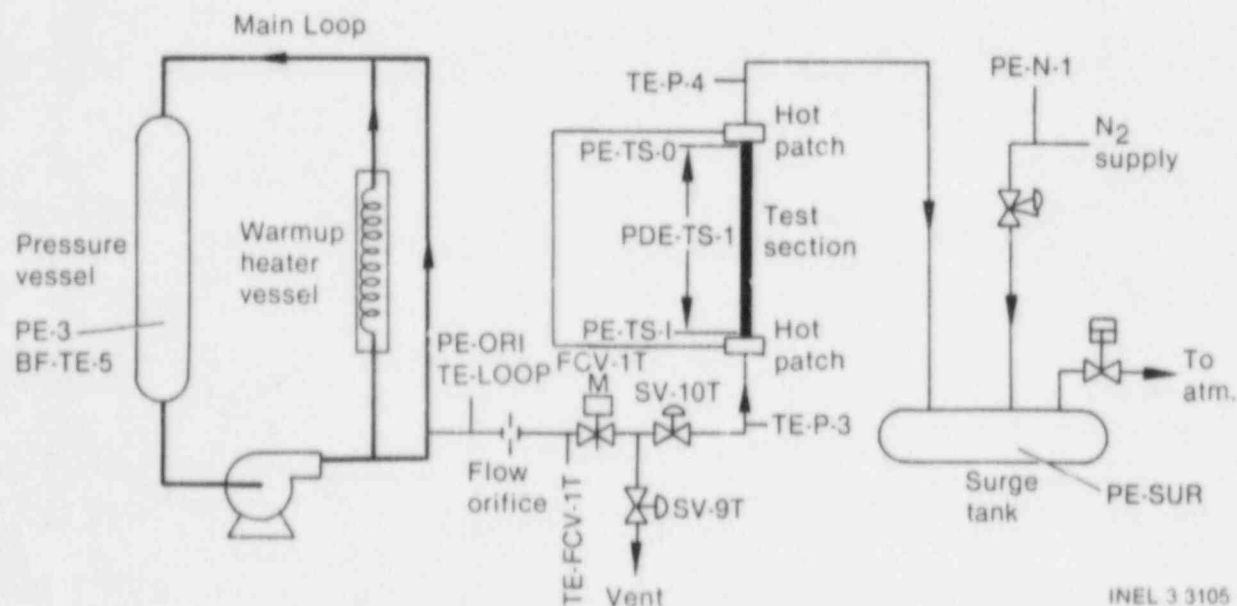 Main Loop
Pressure
vessel
PE-3
BF-TE-5
Warmup
heater
vessel
PE-ORI
TE-LOOP
Flow
orifice
TE-FCV-1T
FCV-1T
M
SV-10T
SV-9T
Vent
TE-P-3
TE-P-4
Hot
patch
PE-TS-0
PDE-TS-1
Test
section
PE-TS-I
Hot
patch
PE-N-1
N2
supply
To
atm.
Surge
tank
PE-SUR
INEL 3 3105